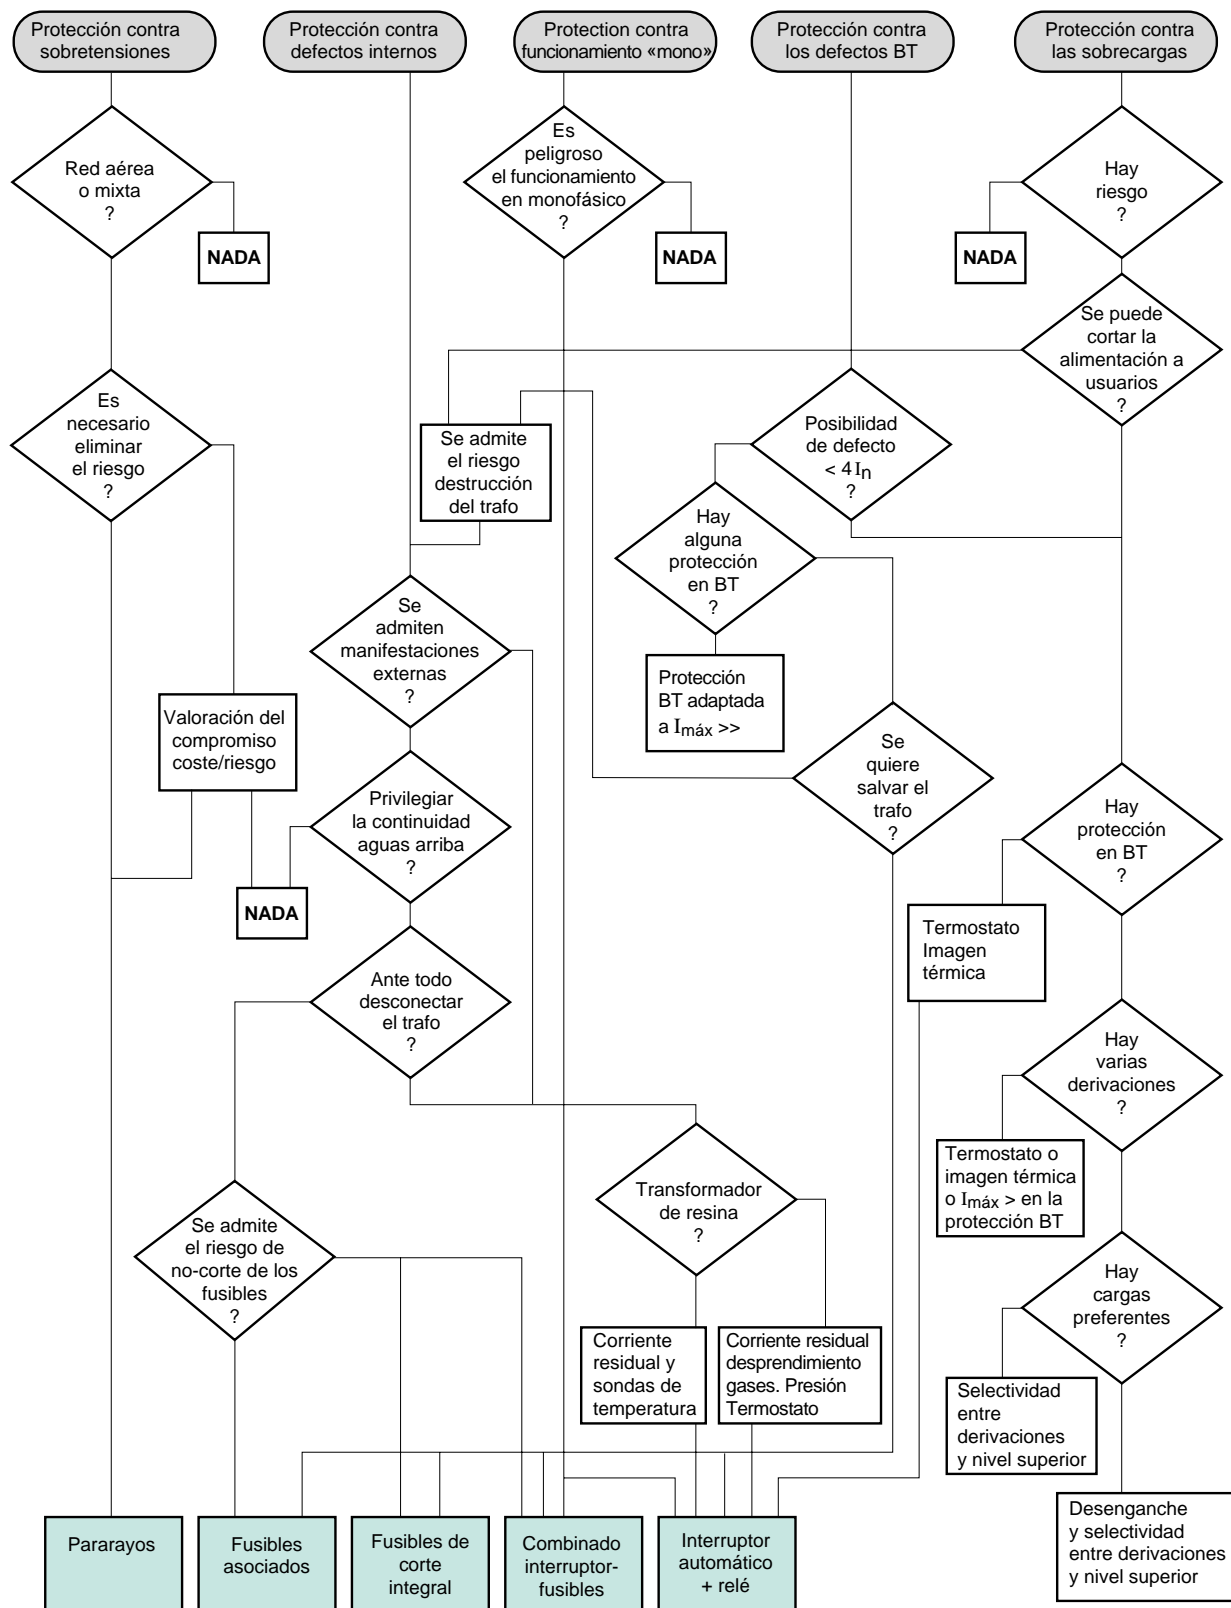 Protección contra
sobretensiones
Protección contra
defectos internos
Protection contra
funcionamiento «mono»
Protección contra
los defectos BT
Protección contra
las sobrecargas
Red aérea
o mixta
?
NADA
Es
peligroso
el funcionamiento
en monofásico
?
NADA
Hay
riesgo
?
NADA
Se puede
cortar la
alimentación a
usuarios
?
Es
necesario
eliminar
el riesgo
?
Se admite
el riesgo
destrucción
del trafo
Posibilidad
de defecto
< 4 In
?
Hay
alguna
protección
en BT
?
Se
admiten
manifestaciones
externas
?
Protección
BT adaptada
a Imáx >>
Valoración del
compromiso
coste/riesgo
Se
quiere
salvar el
trafo
?
Privilegiar
la continuidad
aguas arriba
?
Hay
protección
en BT
?
NADA
Termostato
Imagen
térmica
Ante todo
desconectar
el trafo
?
Hay
varias
derivaciones
?
Termostato o
imagen térmica
o Imáx > en la
protección BT
Transformador
de resina
?
Se admite
el riesgo de
no-corte de los
fusibles
?
Hay
cargas
preferentes
?
Corriente
residual y
sondas de
temperatura
Corriente residual
desprendimiento
gases. Presión
Termostato
Selectividad
entre
derivaciones
y nivel superior
Pararayos
Fusibles
asociados
Fusibles de
corte
integral
Combinado
interruptor-
fusibles
Interruptor
automático
+ relé
Desenganche
y selectividad
entre derivaciones
y nivel superior